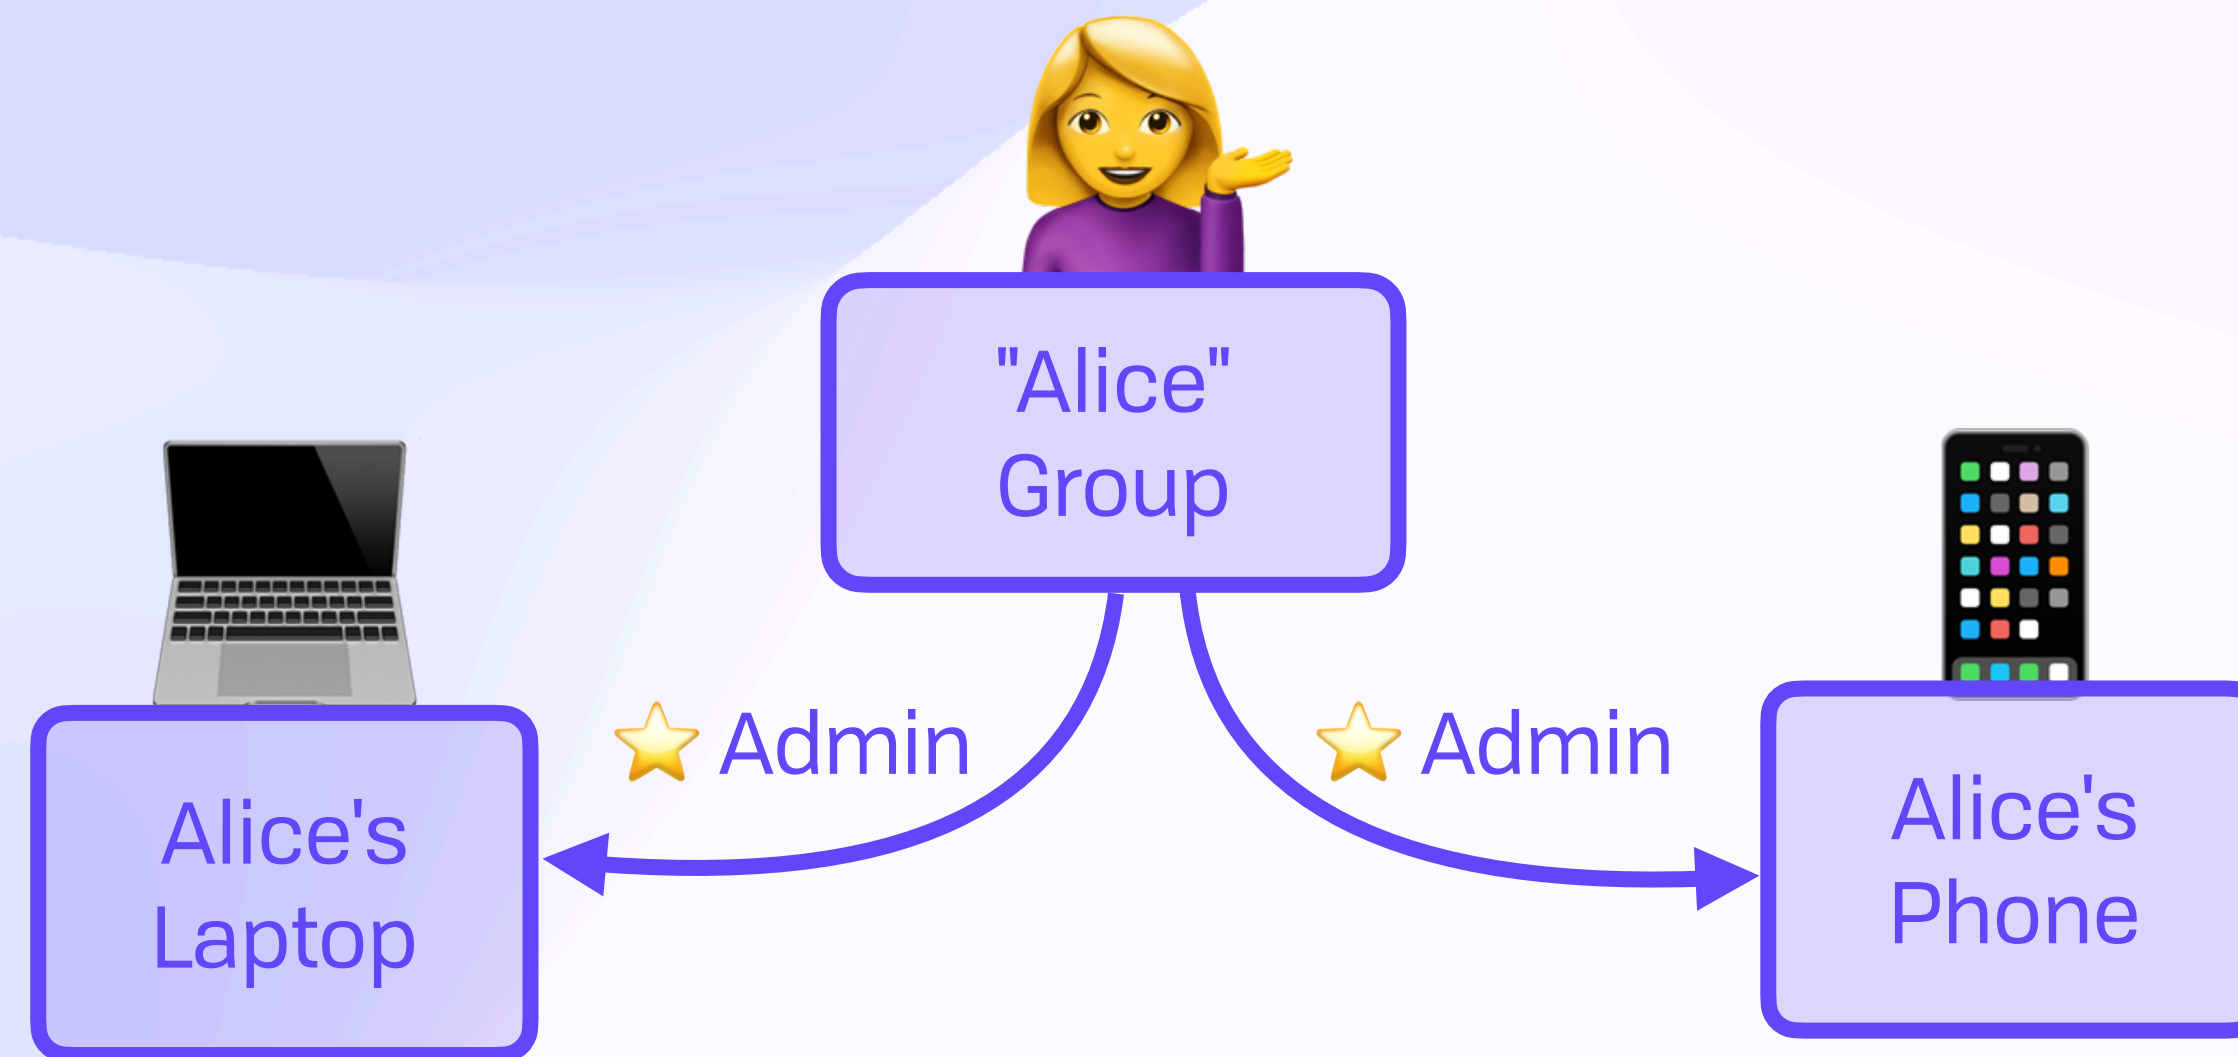 "Alice"
Group
⭐ Admin
⭐ Admin
Alice's
Laptop
Alice's
Phone